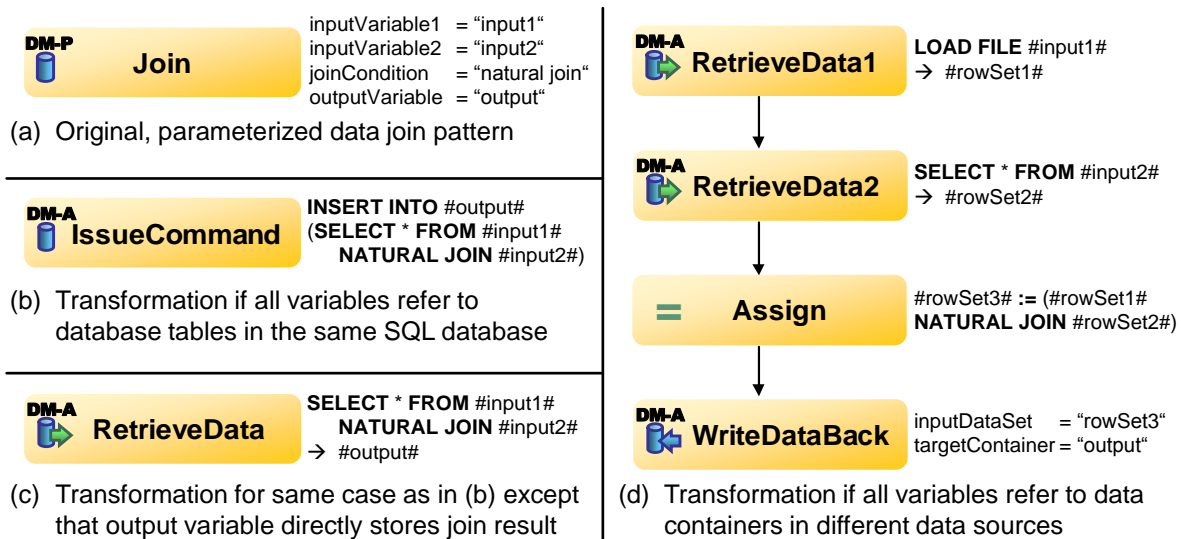 DM-P
Join
inputVariable1 = “input1“
inputVariable2 = “input2“
joinCondition = “natural join“
outputVariable = “output“
(a) Original, parameterized data join pattern
DM-A
IssueCommand
INSERT INTO #output#
(SELECT * FROM #input1#
NATURAL JOIN #input2#)
(b) Transformation if all variables refer to
database tables in the same SQL database
DM-A
RetrieveData
SELECT * FROM #input1#
NATURAL JOIN #input2#
→ #output#
(c) Transformation for same case as in (b) except
that output variable directly stores join result
DM-A
RetrieveData1
LOAD FILE #input1#
→ #rowSet1#
DM-A
RetrieveData2
SELECT * FROM #input2#
→ #rowSet2#
= Assign
#rowSet3# := (#rowSet1#
NATURAL JOIN #rowSet2#)
DM-A
WriteDataBack
inputDataSet = “rowSet3“
targetContainer = “output“
(d) Transformation if all variables refer to data
containers in different data sources